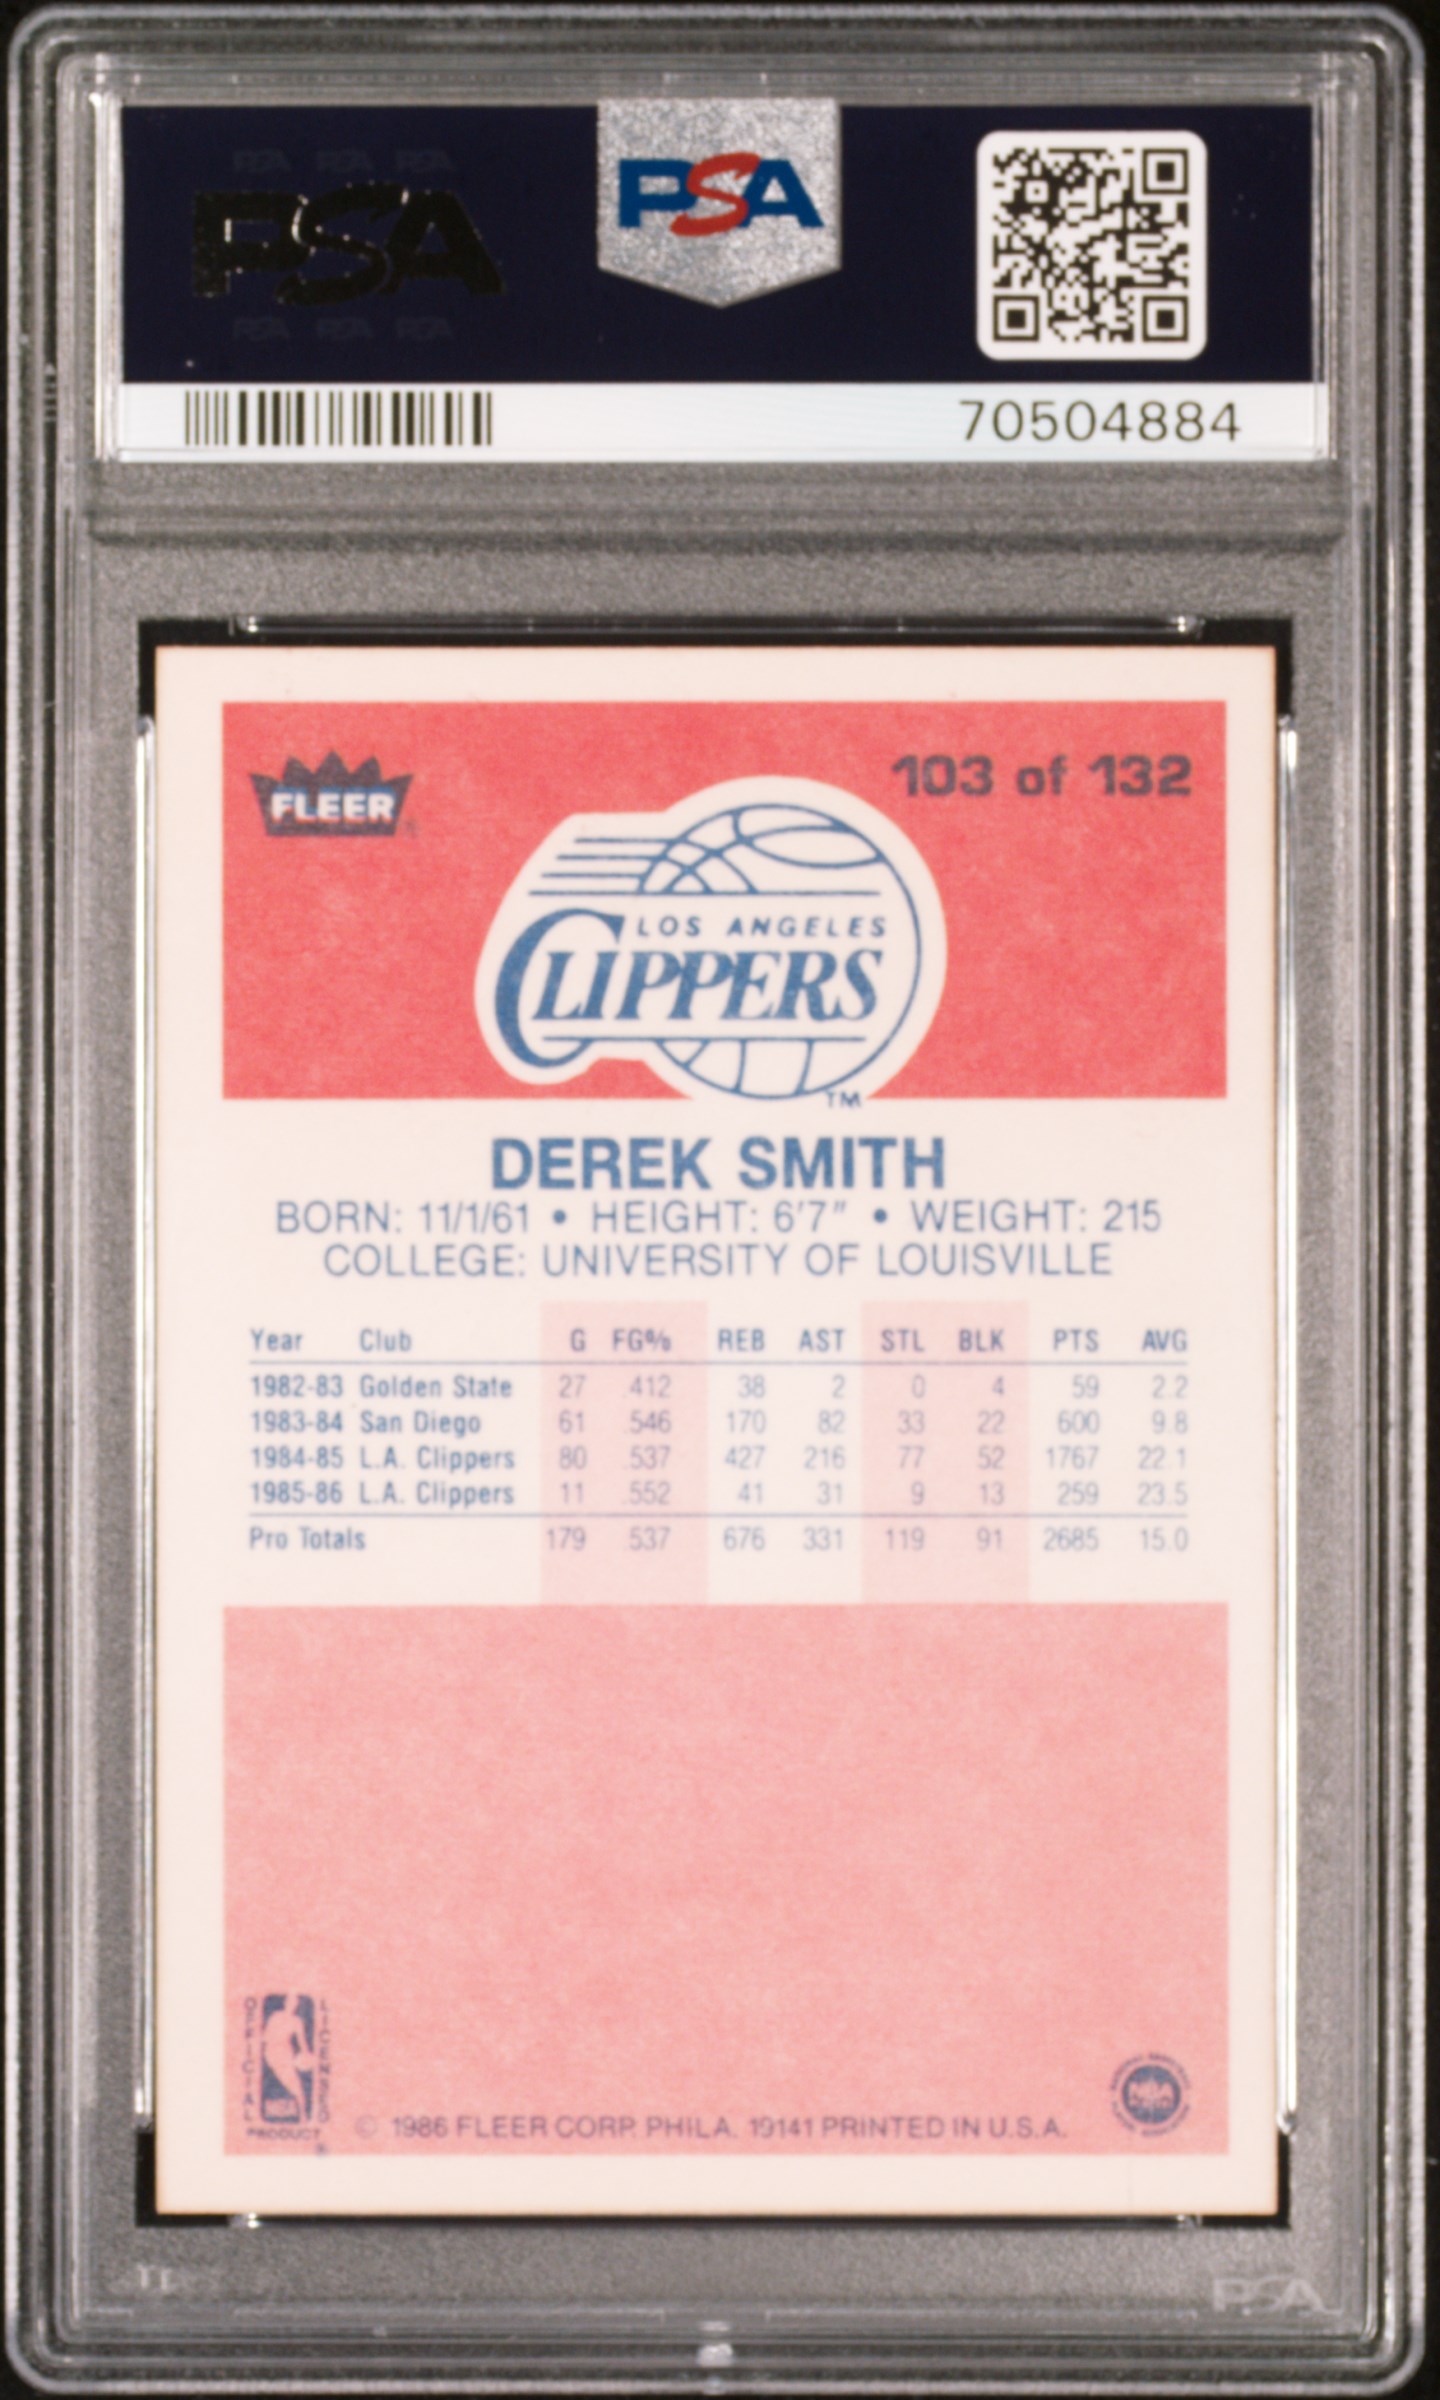 PSA
PSA
70504884
FLEER
103 of 132
LOS ANGELES
CLIPPERS
TM
DEREK SMITH
BORN: 11/1/61 • HEIGHT: 6'7" • WEIGHT: 215
COLLEGE: UNIVERSITY OF LOUISVILLE
Year Club G FG% REB AST STL BLK PTS AVG
1982-83 Golden State 27 .412 38 2 0 4 59 2.2
1983-84 San Diego 61 .546 170 82 33 22 600 9.8
1984-85 L.A. Clippers 80 .537 427 216 77 52 1767 22.1
1985-86 L.A. Clippers 11 .552 41 31 9 13 259 23.5
Pro Totals 179 .537 676 331 119 91 2685 15.0
OFFICIAL LICENSED
PRODUCT
© 1986 FLEER CORP. PHILA. 19141 PRINTED IN U.S.A.
PSA